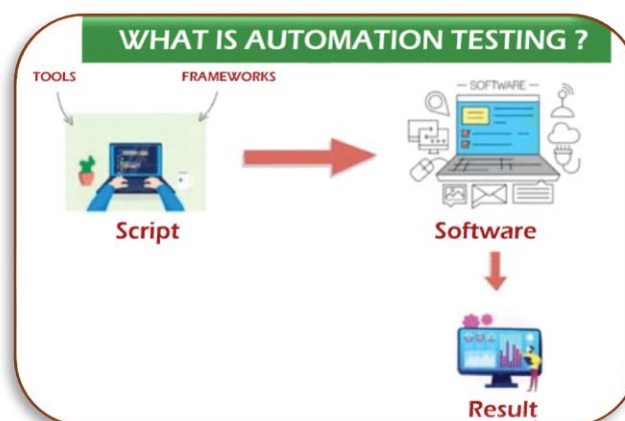 WHAT IS AUTOMATION TESTING ?
TOOLS
FRAMEWORKS
SOFTWARE
Script
Software
Result